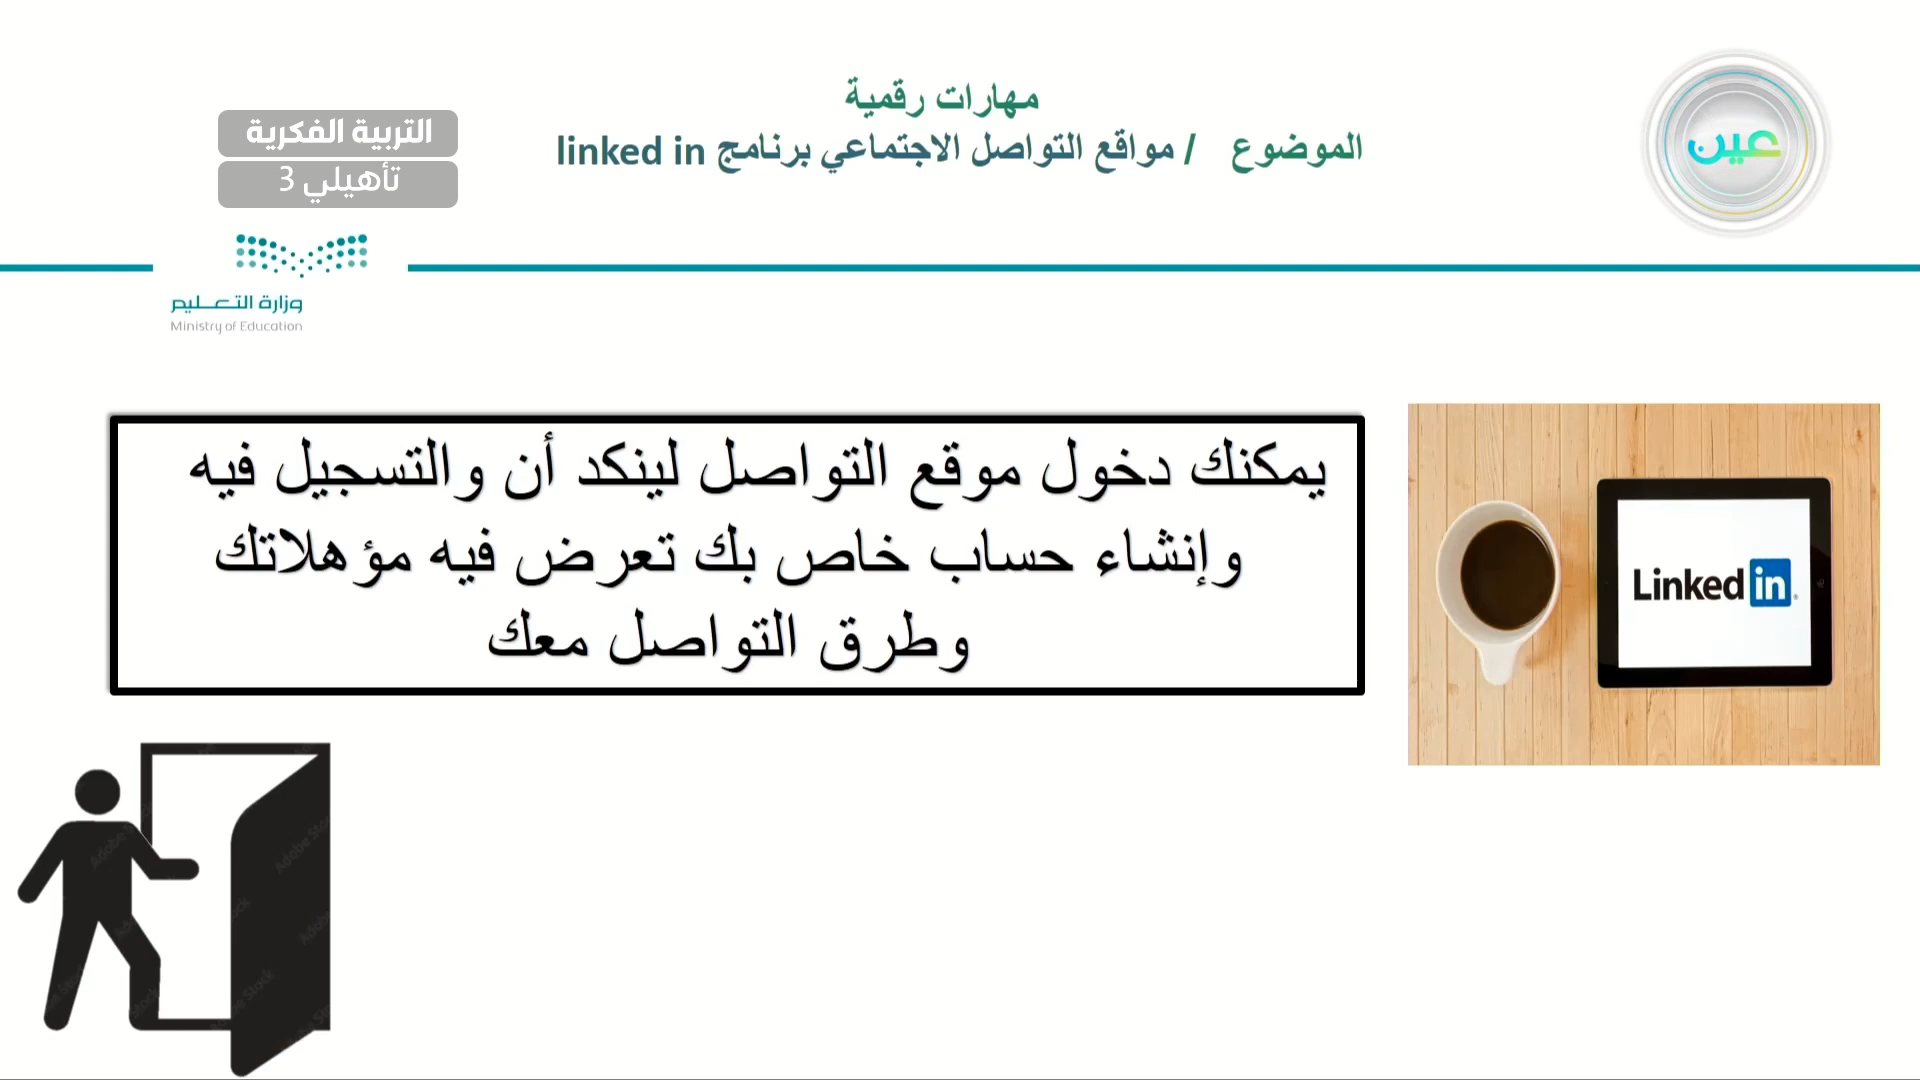 مهارات رقمية
الموضوع / مواقع التواصل الاجتماعي برنامج linked in
عين
التربية الفكرية
تأهيلي 3
وزارة التعليم
Ministry of Education
يمكنك دخول موقع التواصل لينكد أن والتسجيل فيه
وإنشاء حساب خاص بك تعرض فيه مؤهلاتك
وطرق التواصل معك
Linked in
Adobe Stock